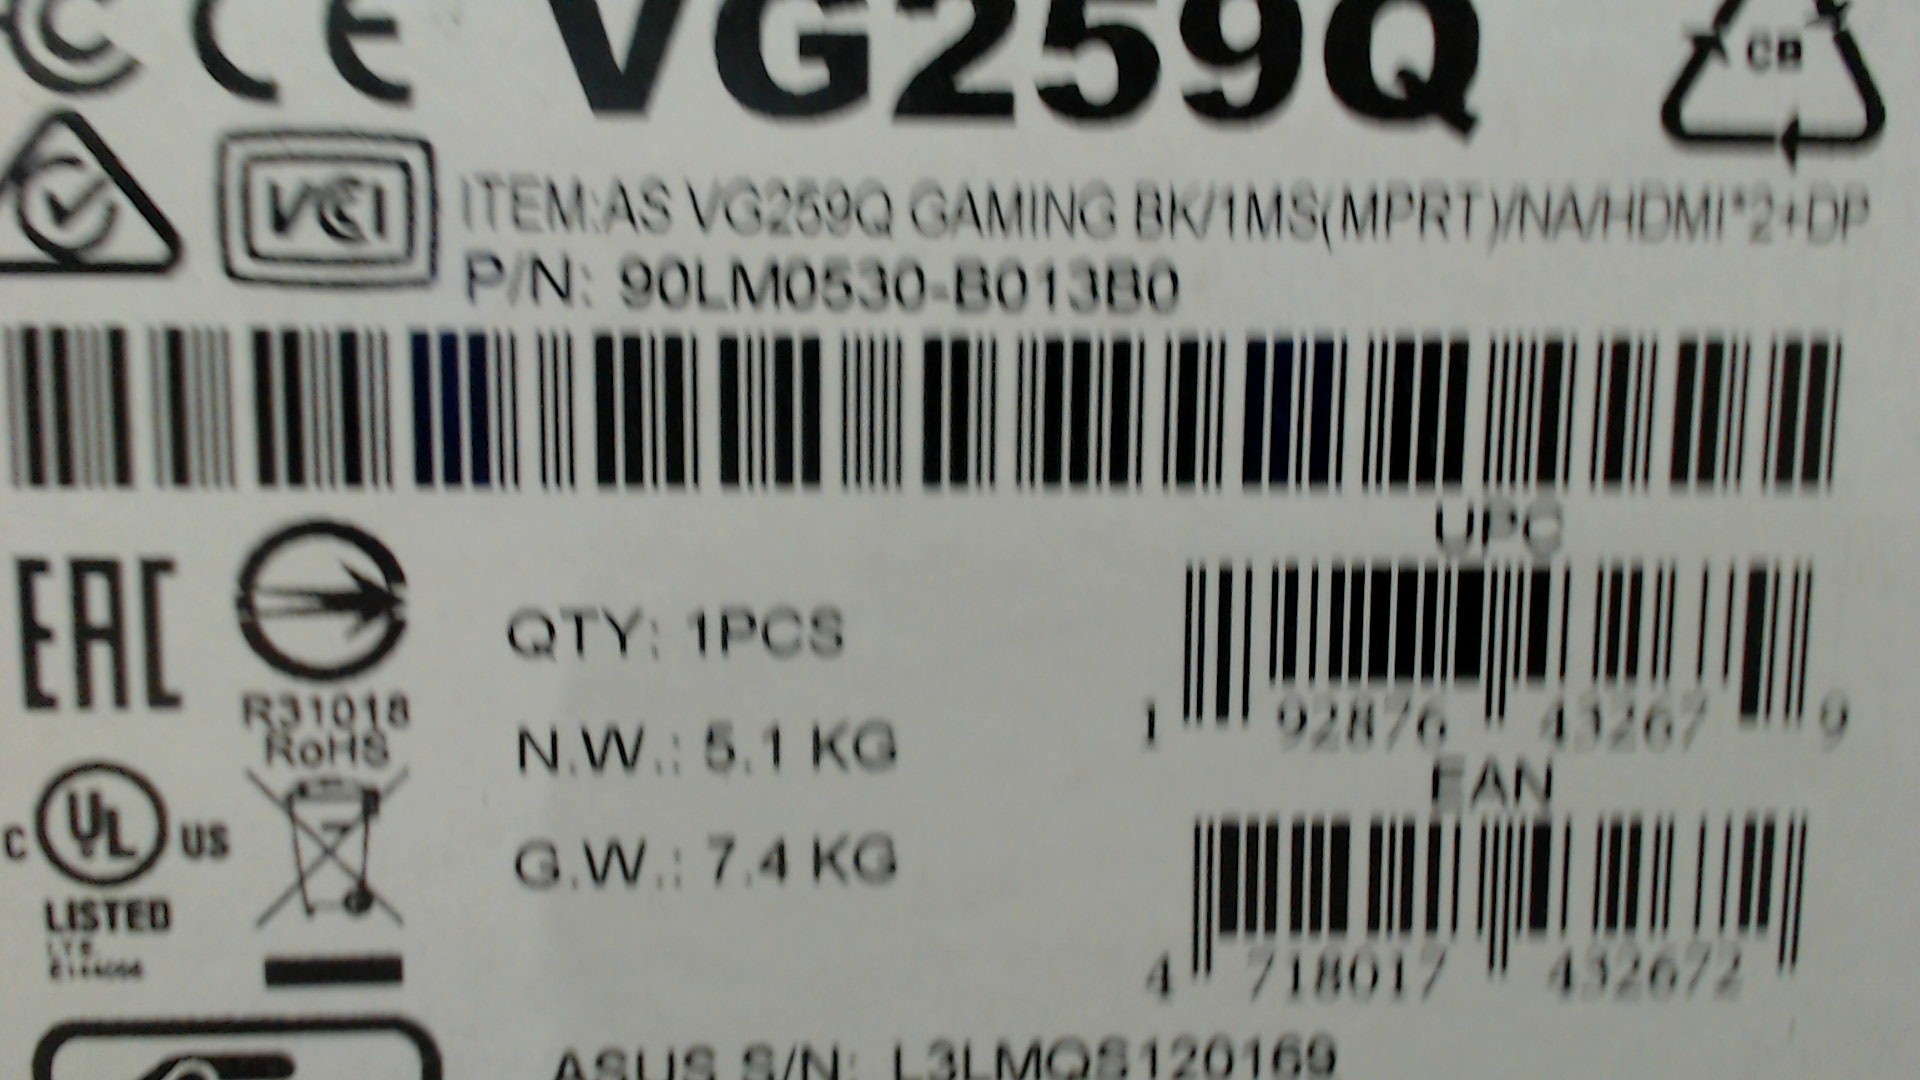 VG259Q
CB
VCCI
ITEM:AS VG259Q GAMING BK/1MS(MPRT)/NA/HDMI*2+DP
P/N: 90LM0530-B013B0
UPC
EAC
QTY: 1PCS
R31018
RoHS
1 92876 43267 9
N.W.: 5.1 KG
EAN
C UL US
G.W.: 7.4 KG
LISTED
I.T.E.
4 718017 432672
ASUS S/N: L3LMQS120169